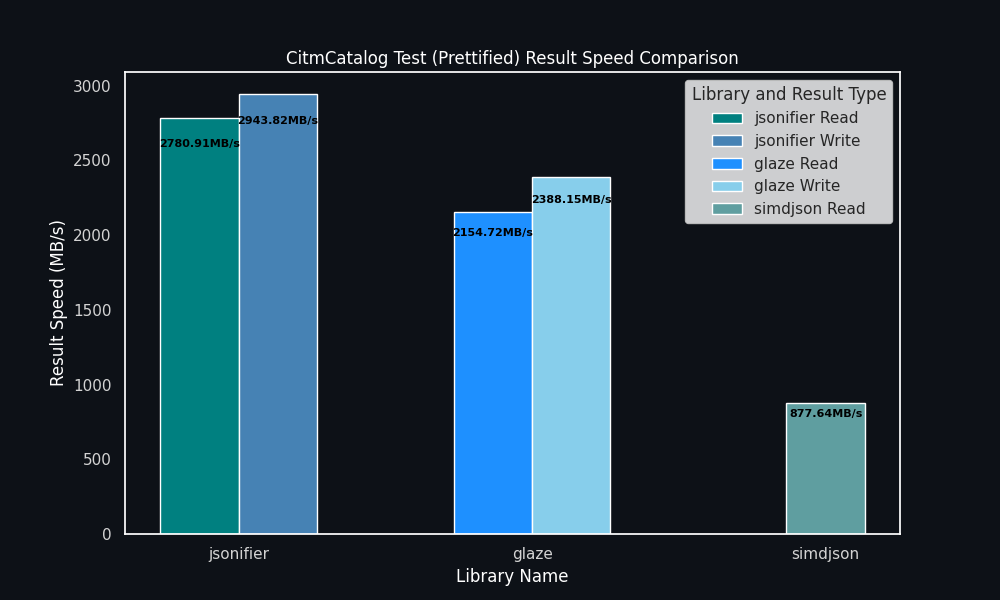 CitmCatalog Test (Prettified) Result Speed Comparison
Library and Result Type
jsonifier Read
jsonifier Write
glaze Read
glaze Write
simdjson Read
Result Speed (MB/s)
3000
2500
2000
1500
1000
500
0
2780.91MB/s
2943.82MB/s
2154.72MB/s
2388.15MB/s
877.64MB/s
jsonifier
glaze
simdjson
Library Name